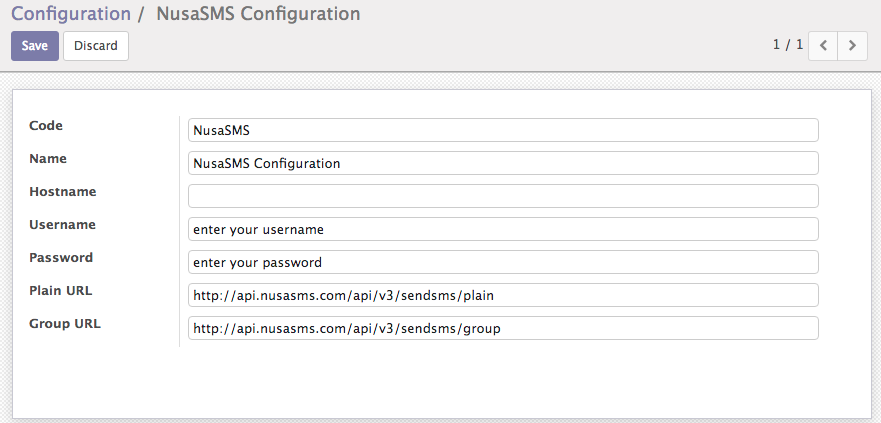 Configuration / NusaSMS Configuration
Save Discard 1 / 1
Code NusaSMS
Name NusaSMS Configuration
Hostname
Username enter your username
Password enter your password
Plain URL http://api.nusasms.com/api/v3/sendsms/plain
Group URL http://api.nusasms.com/api/v3/sendsms/group